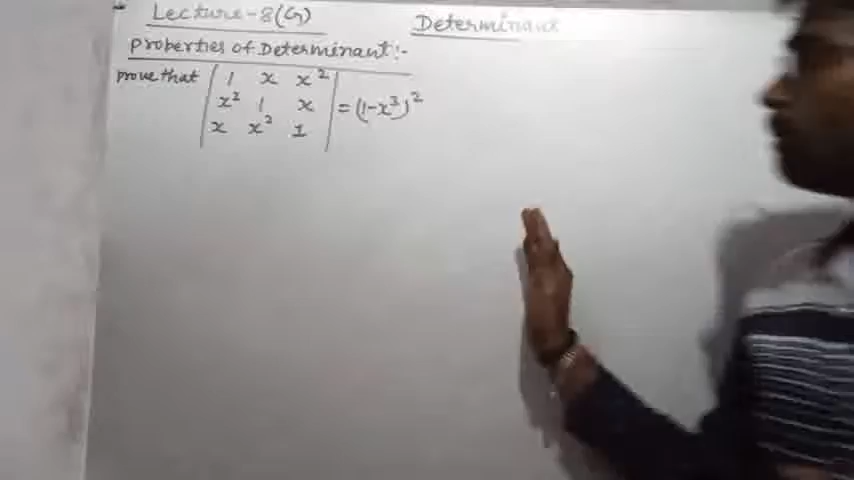 Lecture-8(G)
Determinant
Properties of Determinant:-
prove that | 1 x x² |
| x² 1 x | = (1-x³)²
| x x² 1 |